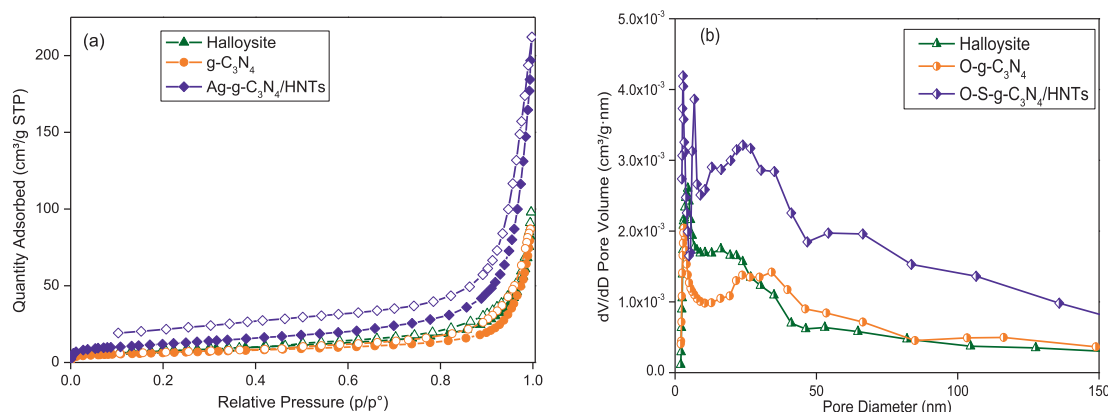 (a)
Halloysite
g-C₃N₄
Ag-g-C₃N₄/HNTs
Quantity Adsorbed (cm³/g STP)
200
150
100
50
0
0.0 0.2 0.4 0.6 0.8 1.0
Relative Pressure (p/p°)
(b)
Halloysite
O-g-C₃N₄
O-S-g-C₃N₄/HNTs
dV/dD Pore Volume (cm³/g·nm)
5.0x10⁻³
4.0x10⁻³
3.0x10⁻³
2.0x10⁻³
1.0x10⁻³
0.0
0 50 100 150
Pore Diameter (nm)